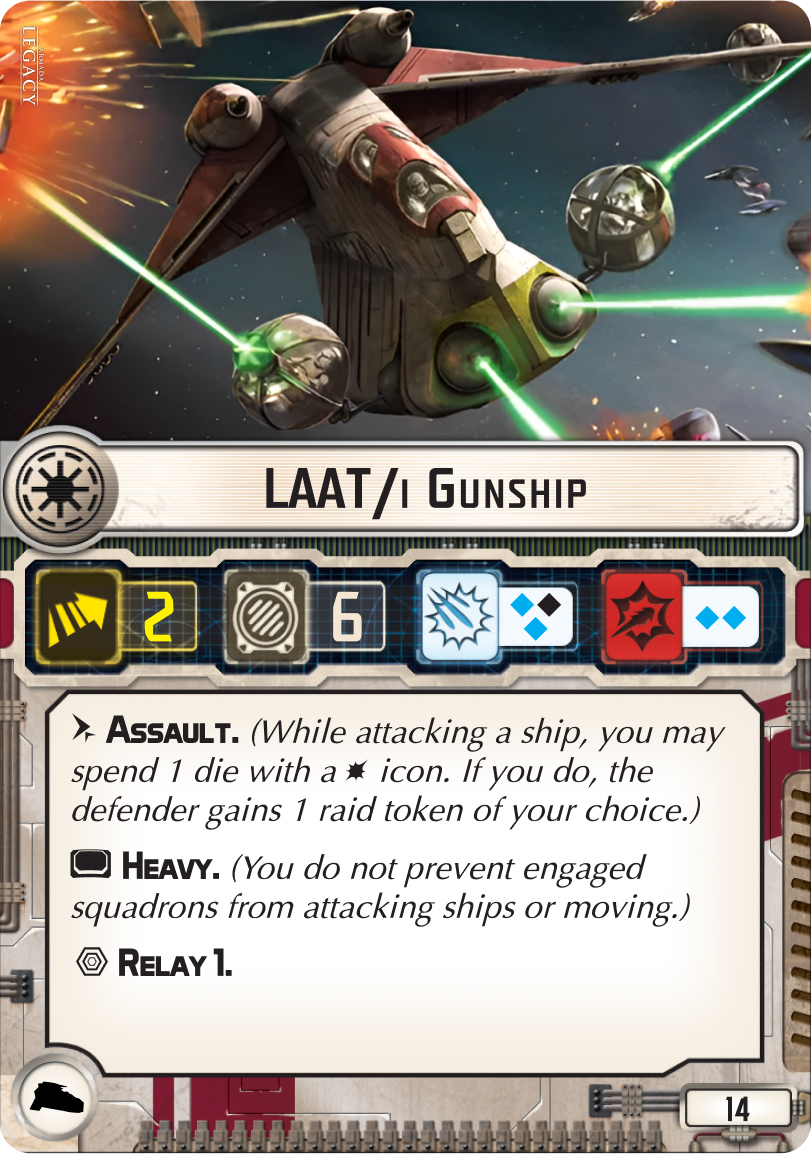 ARMADA
LEGACY
LAAT/i Gunship
2
6
Assault. (While attacking a ship, you may
spend 1 die with a icon. If you do, the
defender gains 1 raid token of your choice.)
Heavy. (You do not prevent engaged
squadrons from attacking ships or moving.)
Relay 1.
14